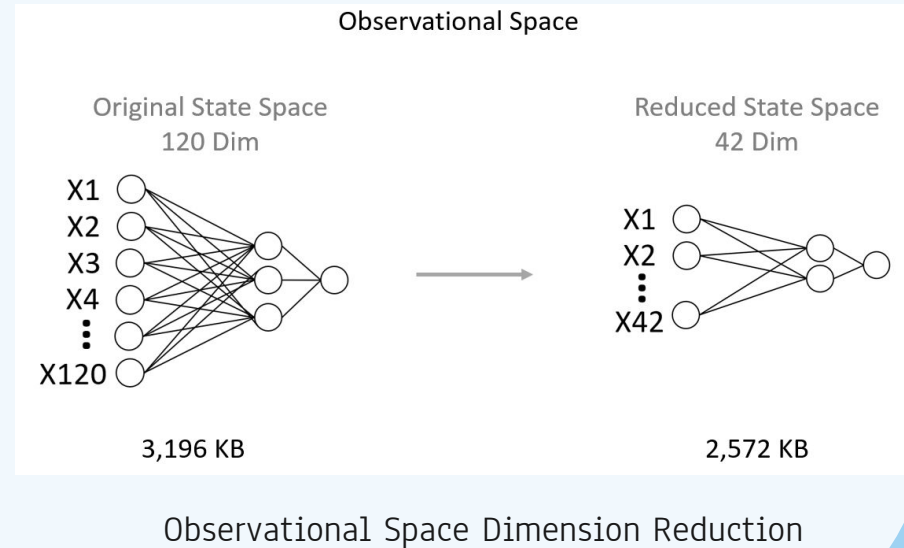 Observational Space
Original State Space
120 Dim
X1
X2
X3
X4
X120
3,196 KB
Reduced State Space
42 Dim
X1
X2
X42
2,572 KB
Observational Space Dimension Reduction